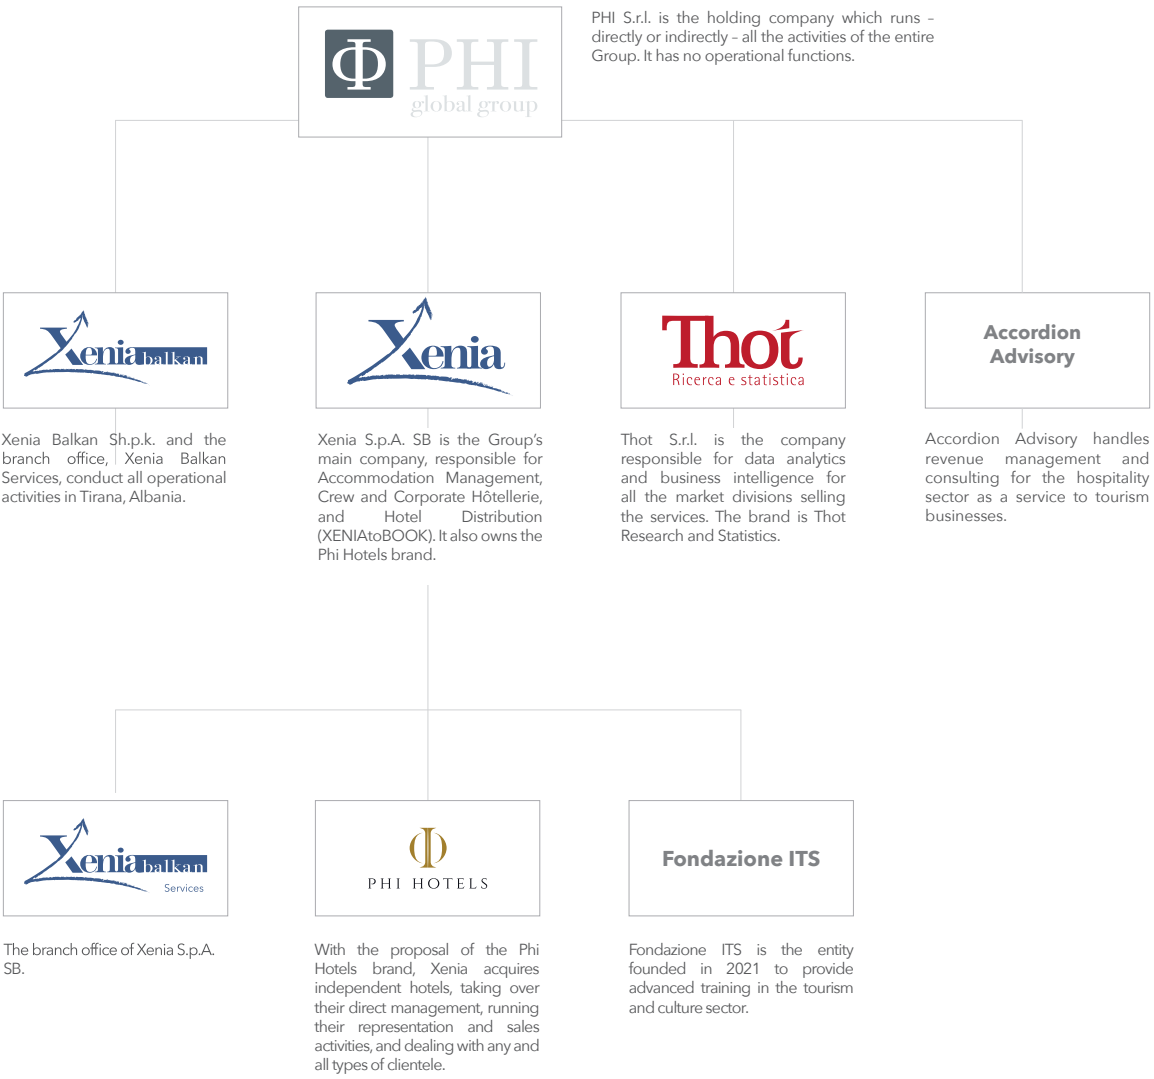 Φ PHI
global group
PHI S.r.l. is the holding company which runs –
directly or indirectly – all the activities of the entire
Group. It has no operational functions.
Xenia balkan
Xenia Balkan Sh.p.k. and the
branch office, Xenia Balkan
Services, conduct all operational
activities in Tirana, Albania.
Xenia
Xenia S.p.A. SB is the Group's
main company, responsible for
Accommodation Management,
Crew and Corporate Hôtellerie,
and Hotel Distribution
(XENIAtoBOOK). It also owns the
Phi Hotels brand.
Thot
Ricerca e statistica
Thot S.r.l. is the company
responsible for data analytics
and business intelligence for
all the market divisions selling
the services. The brand is Thot
Research and Statistics.
Accordion
Advisory
Accordion Advisory handles
revenue management and
consulting for the hospitality
sector as a service to tourism
businesses.
Xenia balkan
Services
The branch office of Xenia S.p.A.
SB.
PHI HOTELS
With the proposal of the Phi
Hotels brand, Xenia acquires
independent hotels, taking over
their direct management, running
their representation and sales
activities, and dealing with any and
all types of clientele.
Fondazione ITS
Fondazione ITS is the entity
founded in 2021 to provide
advanced training in the tourism
and culture sector.